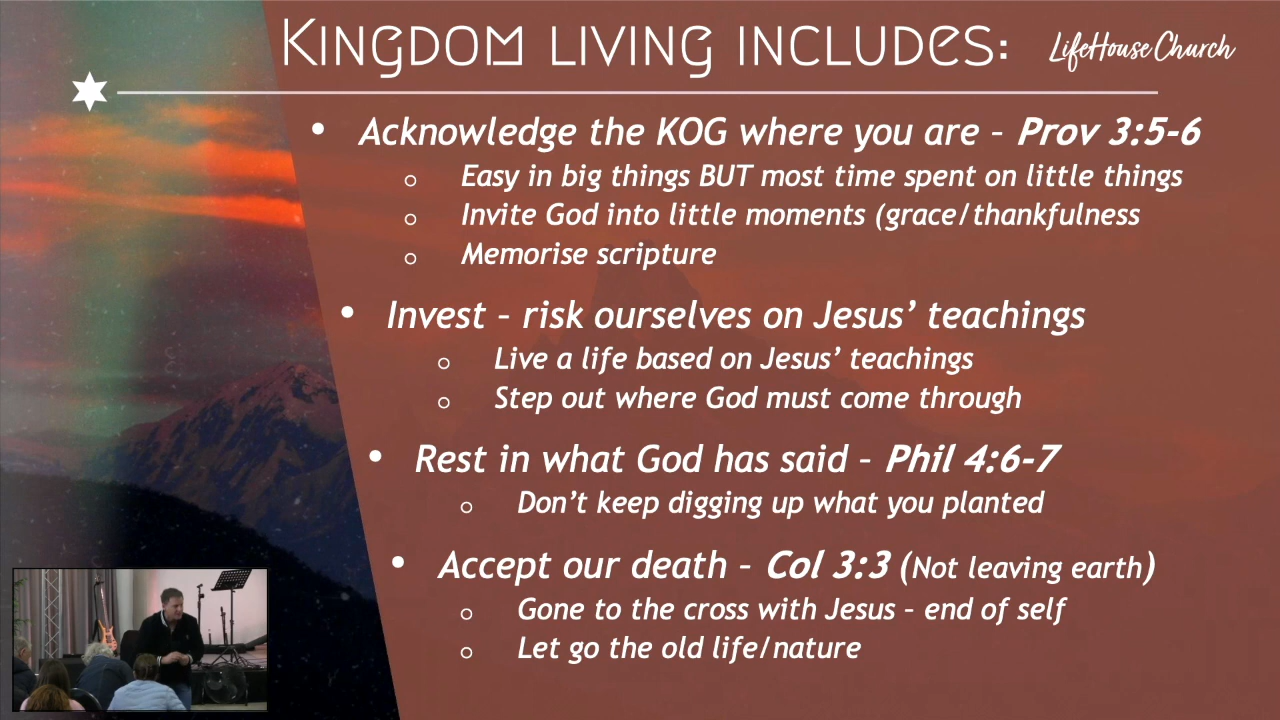 Kingdom living includes:
LifeHouse Church
• Acknowledge the KOG where you are – Prov 3:5-6
o Easy in big things BUT most time spent on little things
o Invite God into little moments (grace/thankfulness
o Memorise scripture
• Invest – risk ourselves on Jesus’ teachings
o Live a life based on Jesus’ teachings
o Step out where God must come through
• Rest in what God has said – Phil 4:6-7
o Don’t keep digging up what you planted
• Accept our death – Col 3:3 (Not leaving earth)
o Gone to the cross with Jesus – end of self
o Let go the old life/nature